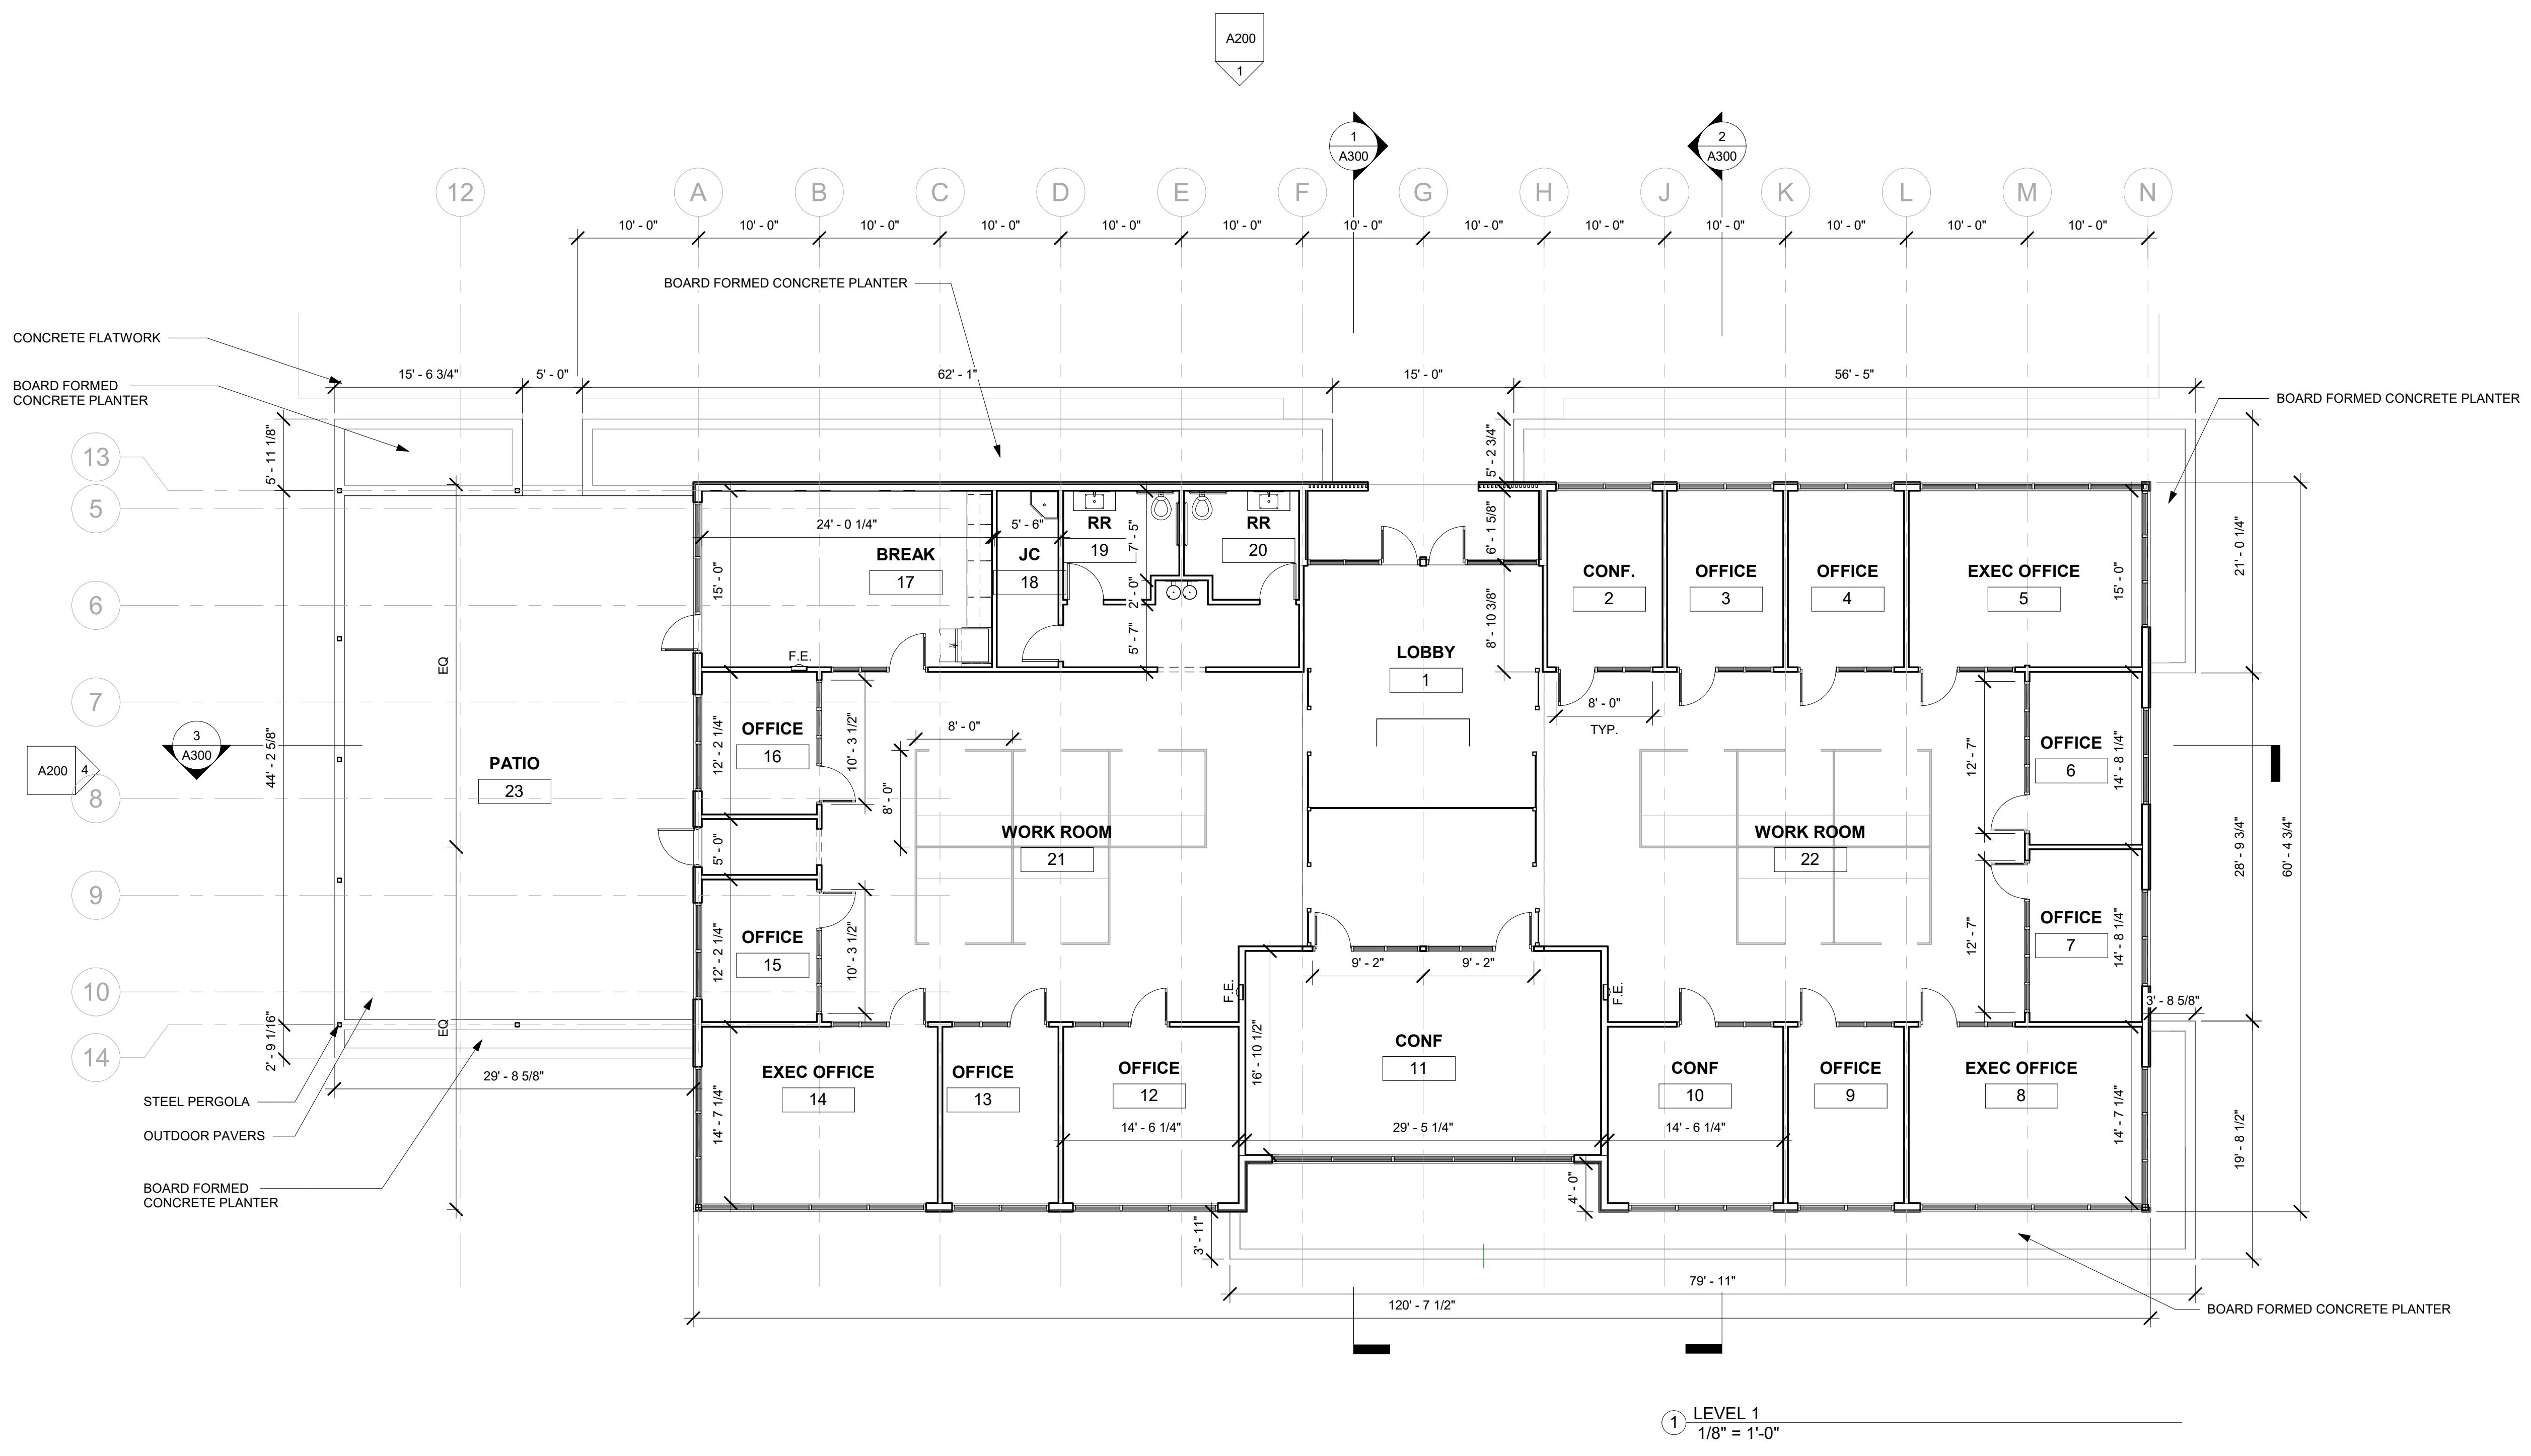 A200
1
1
A300
2
A300
12
A
B
C
D
E
F
G
H
J
K
L
M
N
10' - 0"
10' - 0"
10' - 0"
10' - 0"
10' - 0"
10' - 0"
10' - 0"
10' - 0"
10' - 0"
10' - 0"
10' - 0"
10' - 0"
10' - 0"
BOARD FORMED CONCRETE PLANTER
CONCRETE FLATWORK
BOARD FORMED
CONCRETE PLANTER
15' - 6 3/4"
5' - 0"
62' - 1"
15' - 0"
56' - 5"
BOARD FORMED CONCRETE PLANTER
13
5
6
7
8
9
10
14
5' - 11 1/8"
44' - 2 5/8"
2' - 9 1/16"
3
A300
A200
4
EQ
EQ
PATIO
23
29' - 8 5/8"
STEEL PERGOLA
OUTDOOR PAVERS
BOARD FORMED
CONCRETE PLANTER
24' - 0 1/4"
15' - 0"
BREAK
17
F.E.
5' - 6"
JC
18
RR
19
7' - 5"
2' - 0"
5' - 7"
RR
20
5' - 2 3/4"
6' - 1 5/8"
8' - 10 3/8"
LOBBY
1
CONF.
2
OFFICE
3
OFFICE
4
EXEC OFFICE
5
15' - 0"
21' - 0 1/4"
8' - 0"
TYP.
OFFICE
16
12' - 2 1/4"
10' - 3 1/2"
8' - 0"
8' - 0"
5' - 0"
WORK ROOM
21
WORK ROOM
22
12' - 7"
OFFICE
6
14' - 8 1/4"
28' - 9 3/4"
60' - 4 3/4"
OFFICE
15
12' - 2 1/4"
10' - 3 1/2"
12' - 7"
OFFICE
7
14' - 8 1/4"
3' - 8 5/8"
9' - 2"
9' - 2"
F.E.
F.E.
16' - 10 1/2"
CONF
11
29' - 5 1/4"
EXEC OFFICE
14
14' - 7 1/4"
OFFICE
13
OFFICE
12
14' - 6 1/4"
CONF
10
14' - 6 1/4"
OFFICE
9
EXEC OFFICE
8
14' - 7 1/4"
19' - 8 1/2"
4' - 0"
3' - 11"
79' - 11"
120' - 7 1/2"
BOARD FORMED CONCRETE PLANTER
1
LEVEL 1
1/8" = 1'-0"